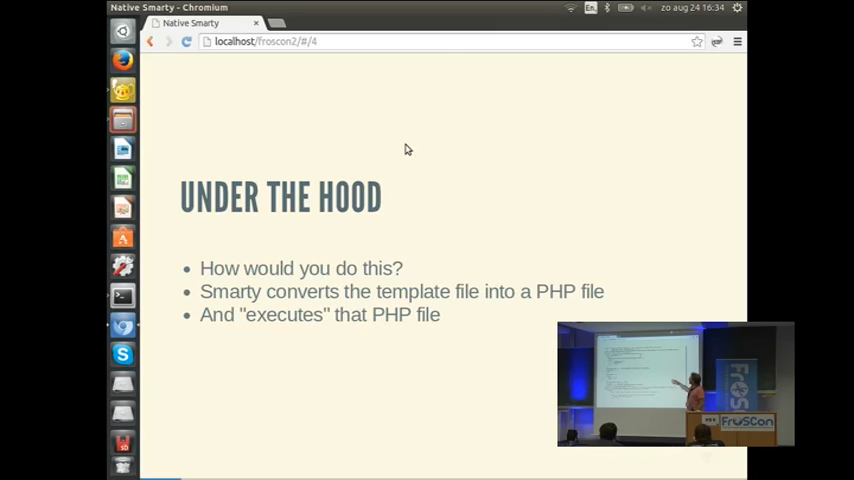 Native Smarty - Chromium
En
zo aug 24 16:34
Native Smarty
localhost/froscon2/#/4
UNDER THE HOOD
• How would you do this?
• Smarty converts the template file into a PHP file
• And "executes" that PHP file
FrOSCon